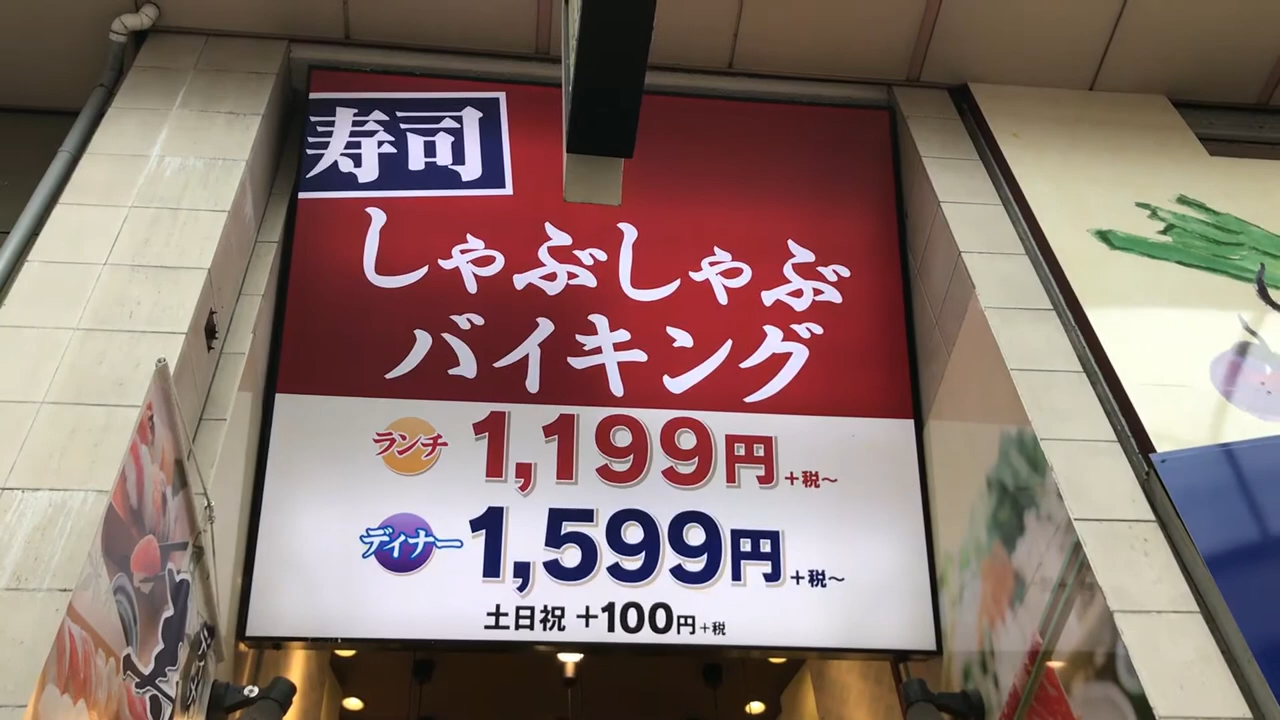 寿司
しゃぶしゃぶ
バイキング
ランチ 1,199円+税～
ディナー 1,599円+税～
土日祝 +100円+税